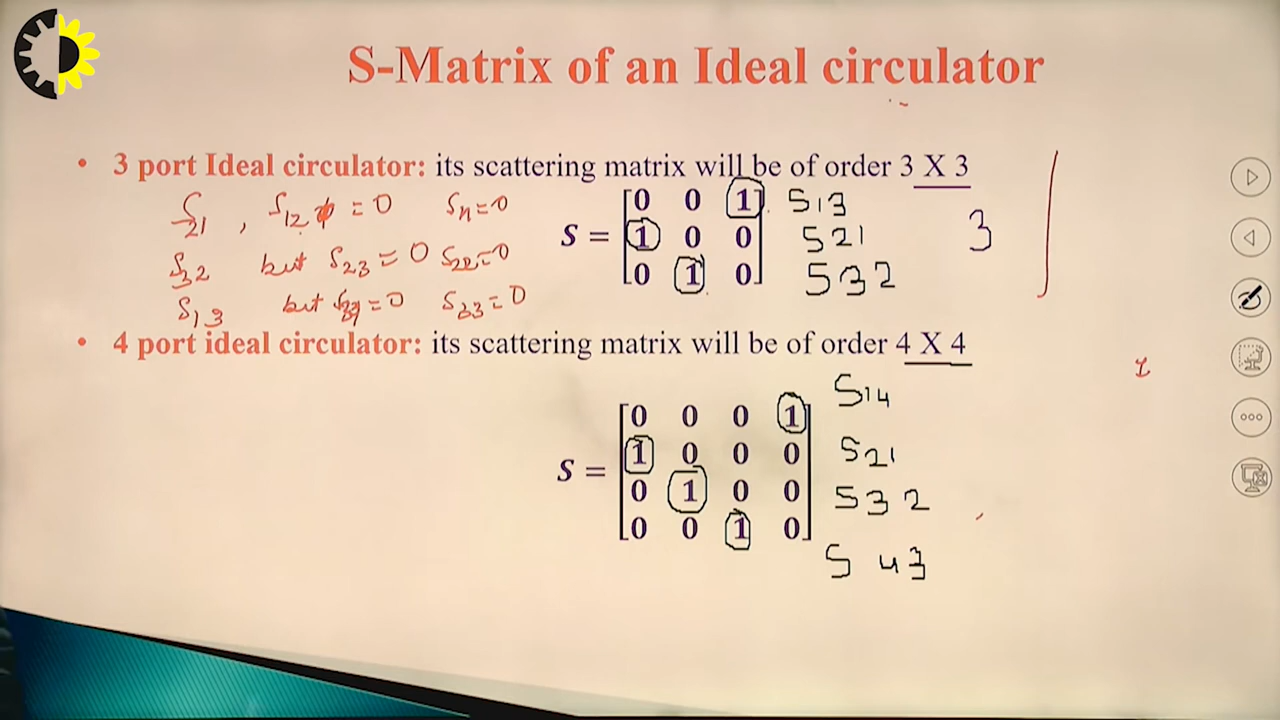 S-Matrix of an Ideal circulator
• 3 port Ideal circulator: its scattering matrix will be of order 3 X 3
S21 , S12 = 0 S11=0
S32 but S23 = 0 S22=0
S13 but S31 = 0 S33=0
S =
[0 0 1] S13
[1 0 0] S21
[0 1 0] S32
3
• 4 port ideal circulator: its scattering matrix will be of order 4 X 4
S =
[0 0 0 1] S14
[1 0 0 0] S21
[0 1 0 0] S32
[0 0 1 0] S43